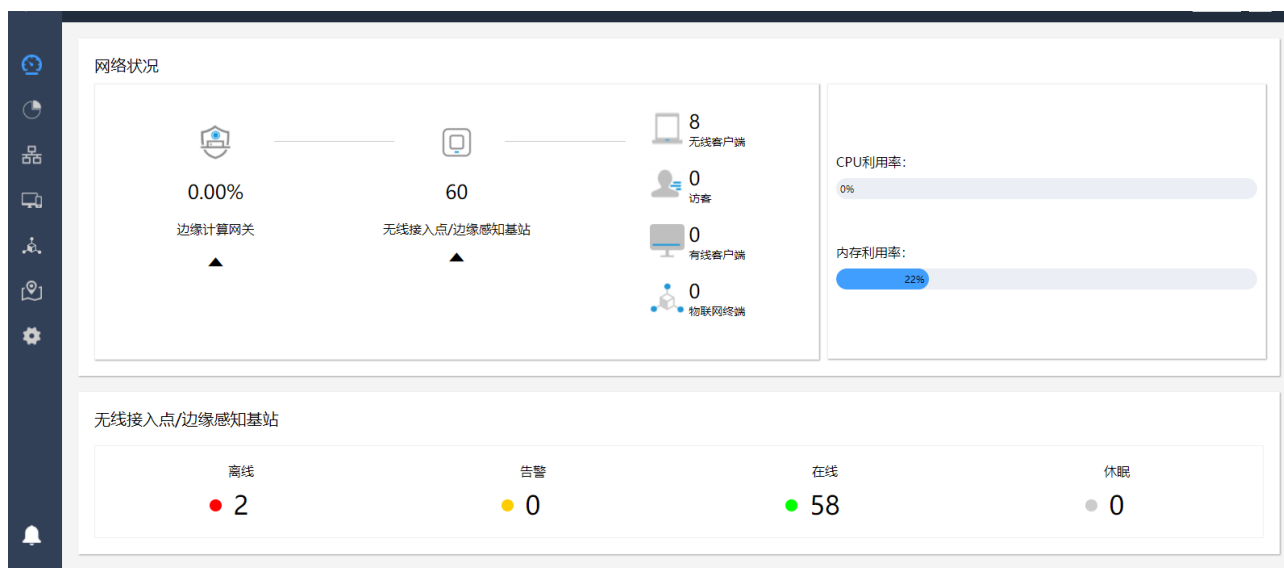 网络状况
0.00%
边缘计算网关
60
无线接入点/边缘感知基站
8
无线客户端
0
访客
0
有线客户端
0
物联网终端
CPU利用率:
0%
内存利用率:
22%
无线接入点/边缘感知基站
离线
2
告警
0
在线
58
休眠
0